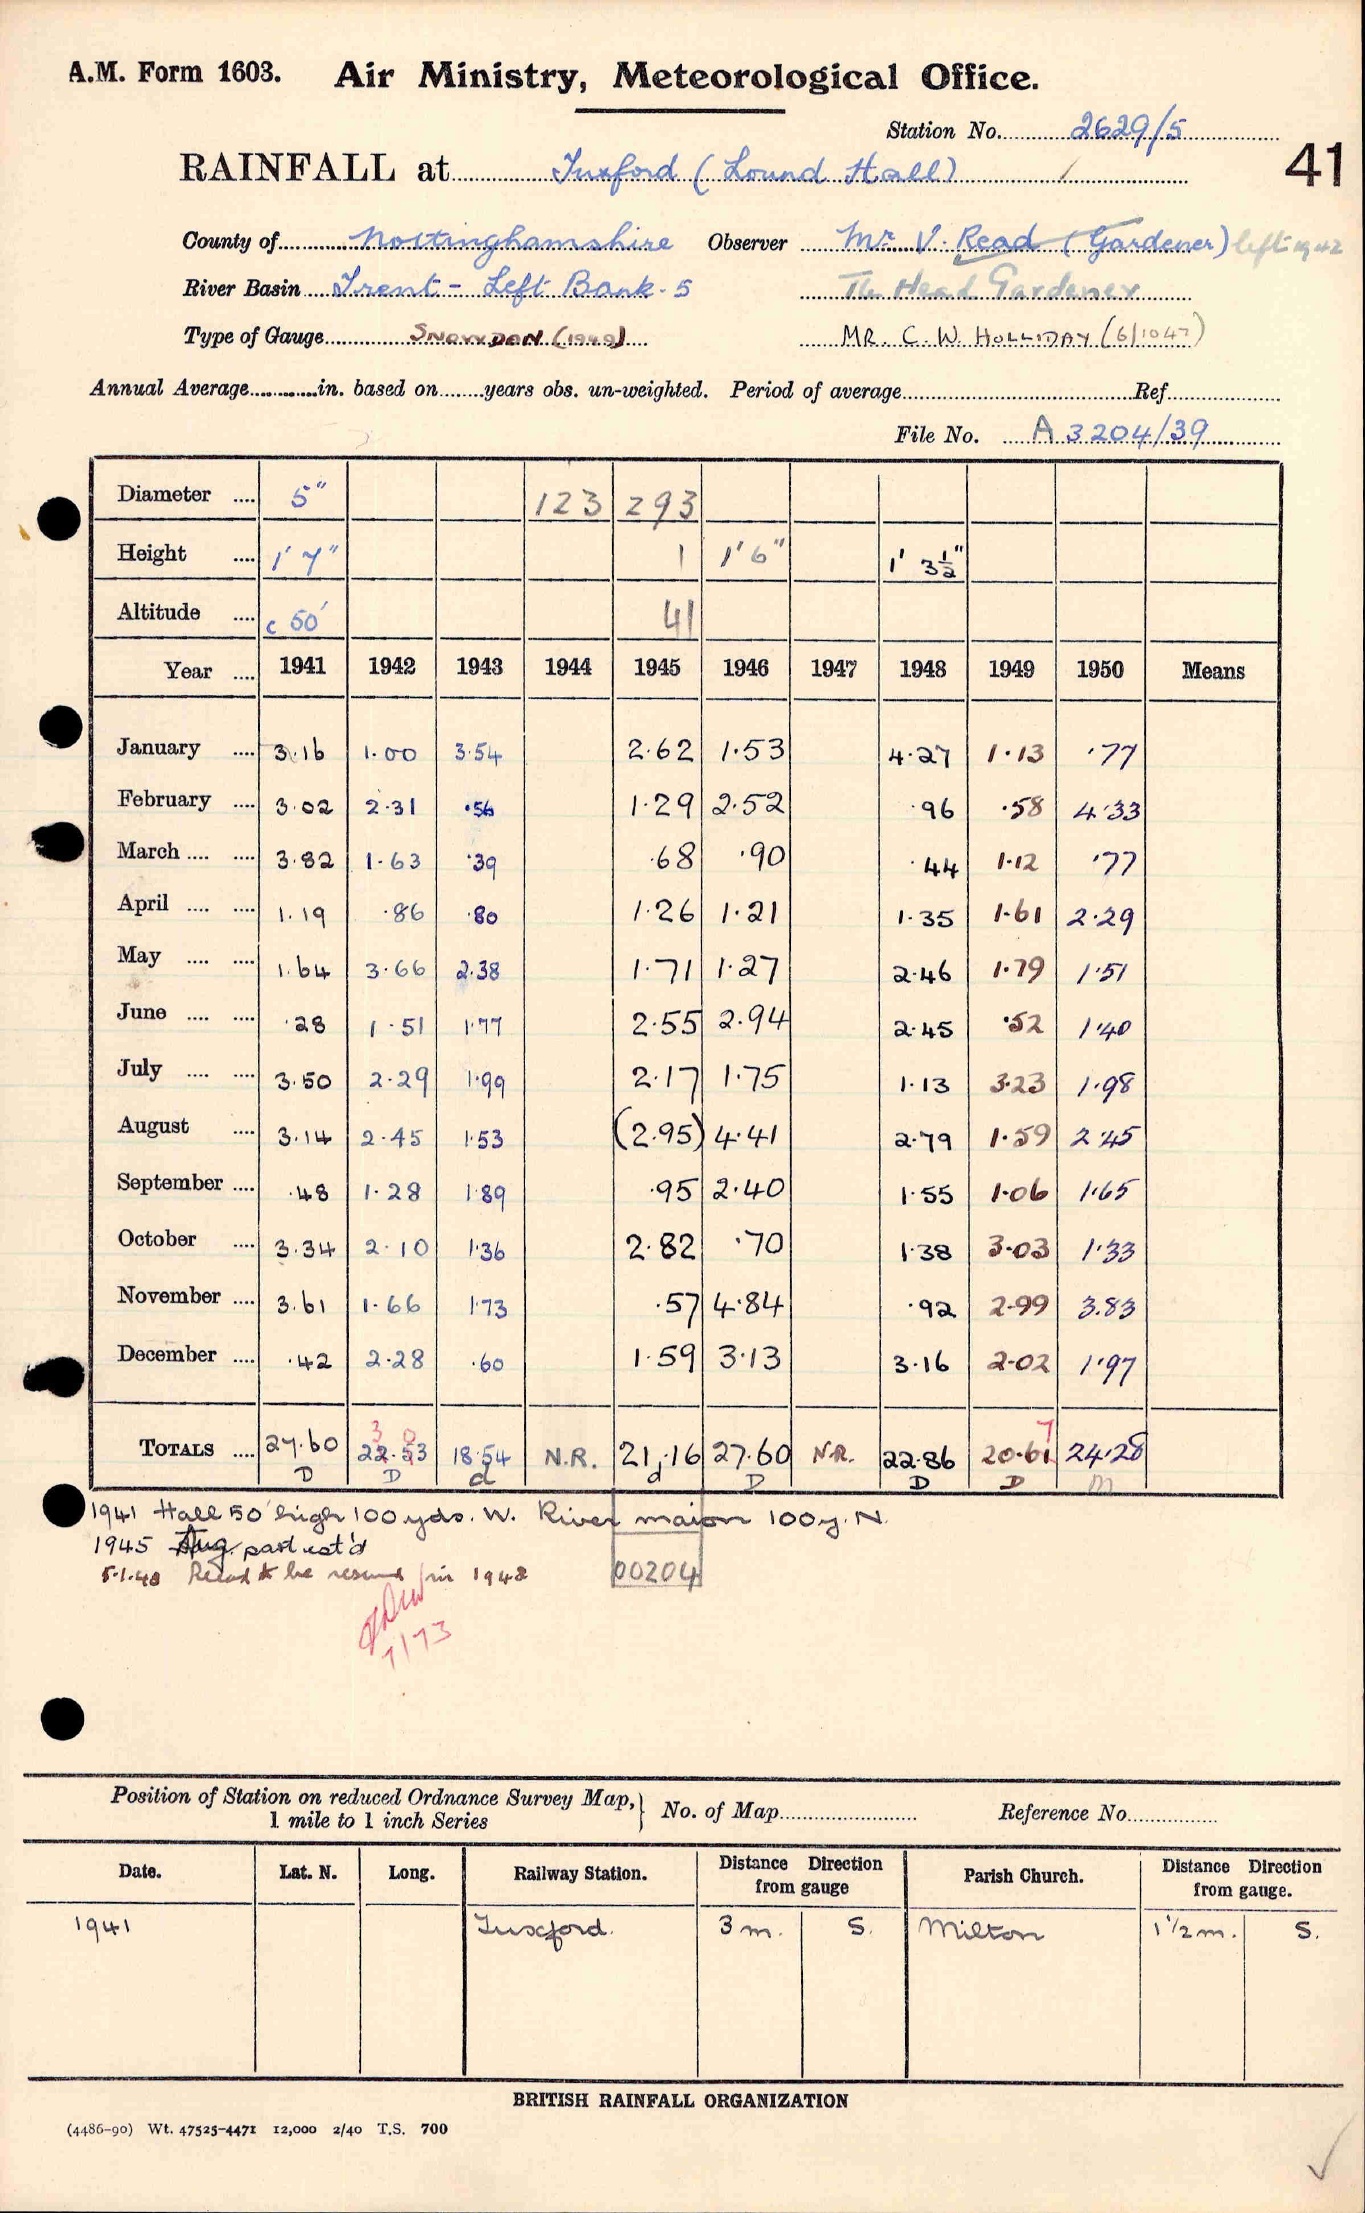 A.M. Form 1603. Air Ministry, Meteorological Office.
Station No. 2629/5
41
RAINFALL at Tuxford (Lound Hall)
County of Nottinghamshire Observer Mr V. Read (Gardener) left 1942
River Basin Trent - Left Bank - 5 The Head Gardener
Type of Gauge SNOWDON (1949) MR. C. W. HOLLIDAY (6/1047)
Annual Average in. based on years obs. un-weighted. Period of average Ref
File No. A 3204/39
Diameter 5" 123 293
Height 1' 7" 1 1' 6" 1' 3½"
Altitude c 50' 41
Year 1941 1942 1943 1944 1945 1946 1947 1948 1949 1950 Means
January 3.16 1.00 3.54 2.62 1.53 4.27 1.13 .77
February 3.02 2.31 .56 1.29 2.52 .96 .58 4.33
March 3.82 1.63 .39 .68 .90 .44 1.12 .77
April 1.19 .86 .80 1.26 1.21 1.35 1.61 2.29
May 1.64 3.66 2.38 1.71 1.27 2.46 1.79 1.51
June .28 1.51 1.77 2.55 2.94 2.45 .52 1.40
July 3.50 2.29 1.99 2.17 1.75 1.13 3.23 1.98
August 3.14 2.45 1.53 (2.95) 4.41 2.79 1.59 2.45
September .48 1.28 1.89 .95 2.40 1.55 1.06 1.65
October 3.34 2.10 1.36 2.82 .70 1.38 3.03 1.33
November 3.61 1.66 1.73 .57 4.84 .92 2.99 3.83
December .42 2.28 .60 1.59 3.13 3.16 2.02 1.97
3 0 7
TOTALS 27.60 22.53 18.54 N.R. 21.16 27.60 N.R. 22.86 20.61 24.28
D D d d D D D m
1941 Hall 50' high 100 yds. W. River 100 y. N.
1945 Aug. part est'd
5.1.48 Record to be resumed in 1948
00204
7/73
Position of Station on reduced Ordnance Survey Map,
1 mile to 1 inch Series } No. of Map Reference No
Date. Lat. N. Long. Railway Station. Distance Direction from gauge Parish Church. Distance Direction from gauge.
1941 Tuxford. 3 m. S. Milton 1 1/2 m. S.
BRITISH RAINFALL ORGANIZATION
(4486-90) Wt. 47525-4471 12,000 2/40 T.S. 700